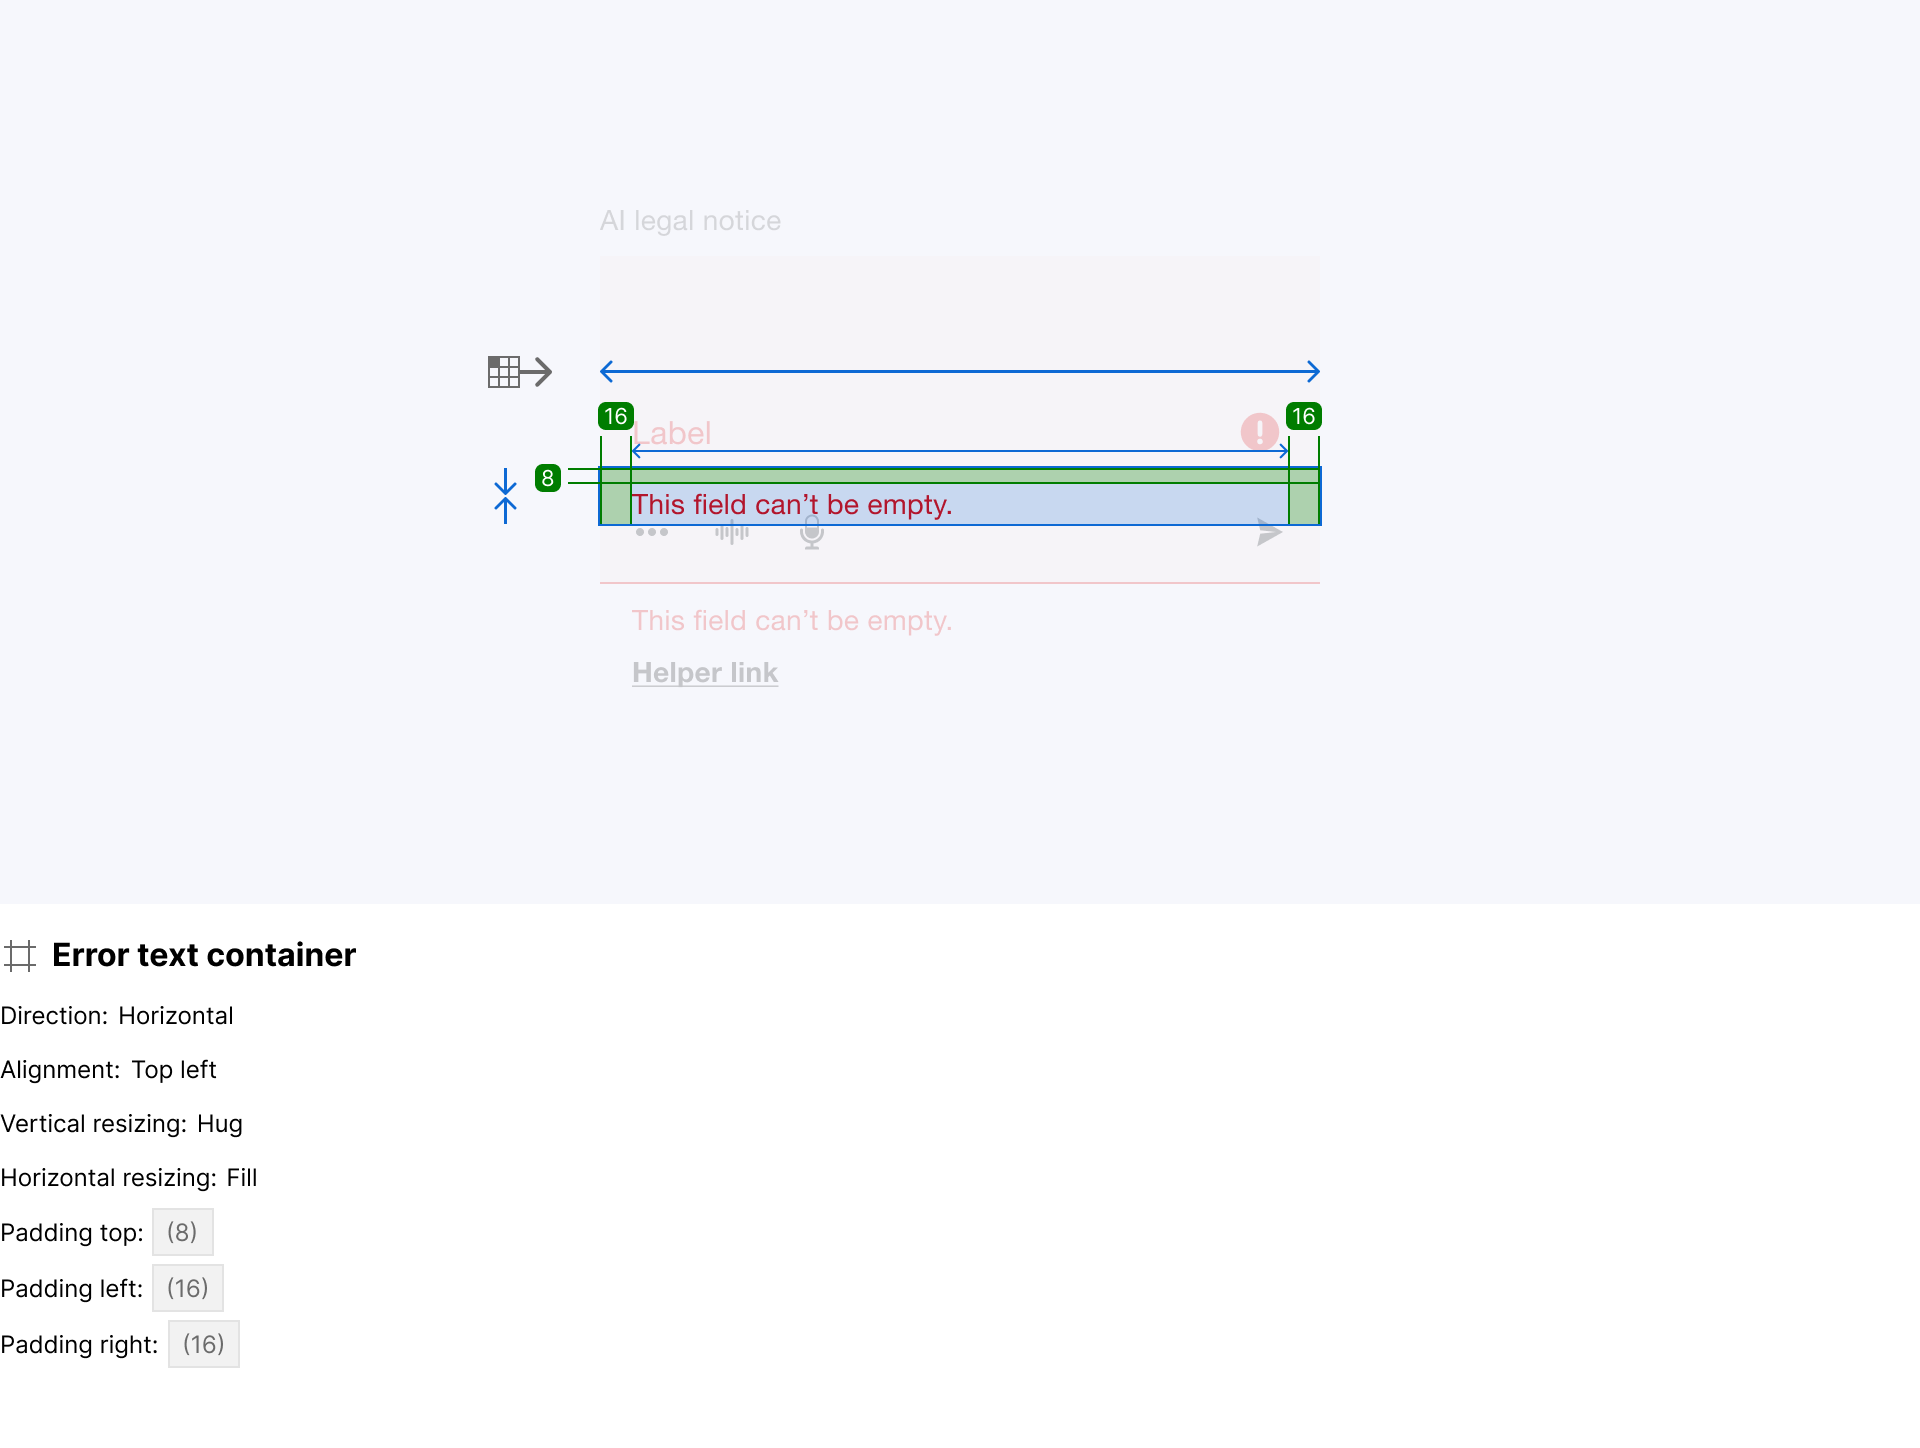 AI legal notice
16
16
Label
8
This field can’t be empty.
This field can’t be empty.
Helper link
Error text container
Direction: Horizontal
Alignment: Top left
Vertical resizing: Hug
Horizontal resizing: Fill
Padding top: (8)
Padding left: (16)
Padding right: (16)